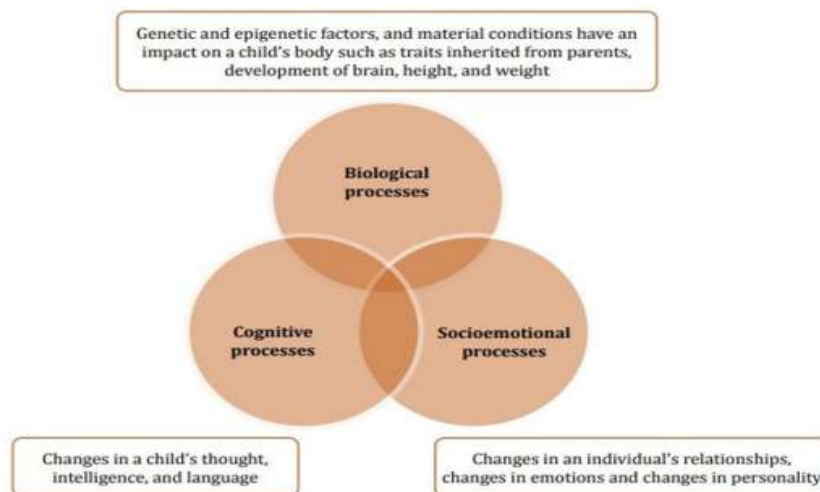 Genetic and epigenetic factors, and material conditions have an
impact on a child's body such as traits inherited from parents,
development of brain, height, and weight
Biological
processes
Cognitive
processes
Socioemotional
processes
Changes in a child's thought,
intelligence, and language
Changes in an individual's relationships,
changes in emotions and changes in personality